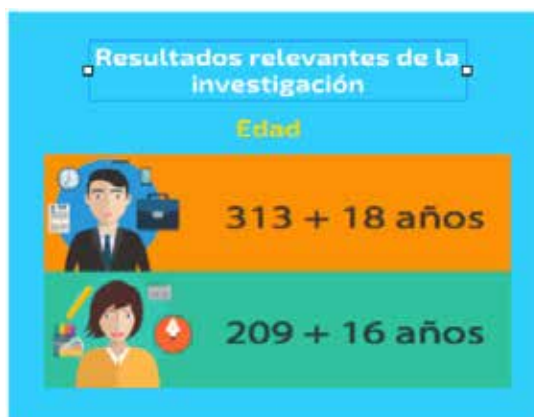 Resultados relevantes de la
investigación
Edad
313 + 18 años
209 + 16 años